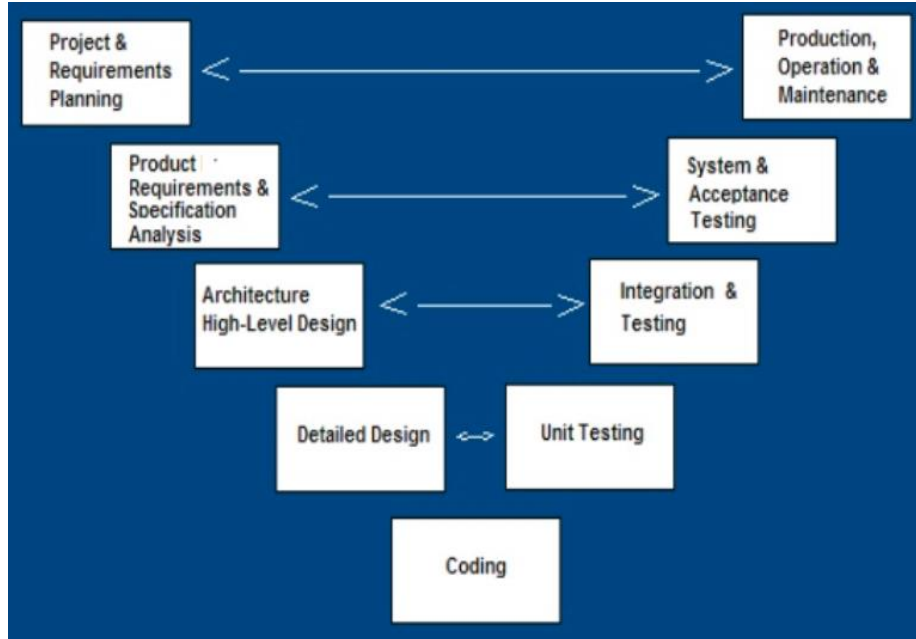 Project &
Requirements
Planning
Production,
Operation &
Maintenance
Product
Requirements &
Specification
Analysis
System &
Acceptance
Testing
Architecture
High-Level Design
Integration &
Testing
Detailed Design
Unit Testing
Coding